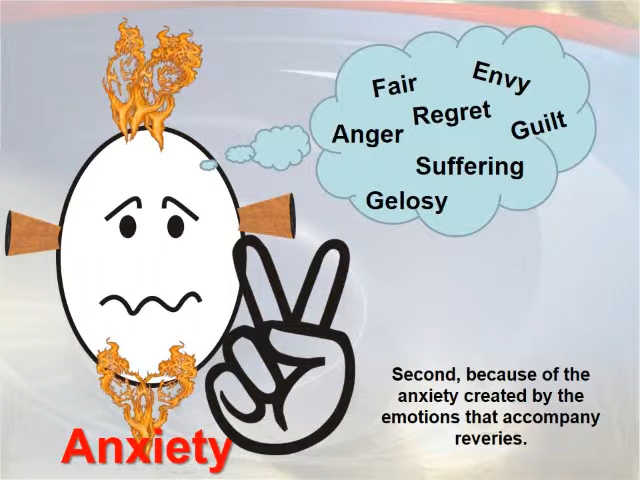 Fair
Envy
Regret
Anger
Guilt
Suffering
Gelosy
Second, because of the
anxiety created by the
emotions that accompany
reveries.
Anxiety